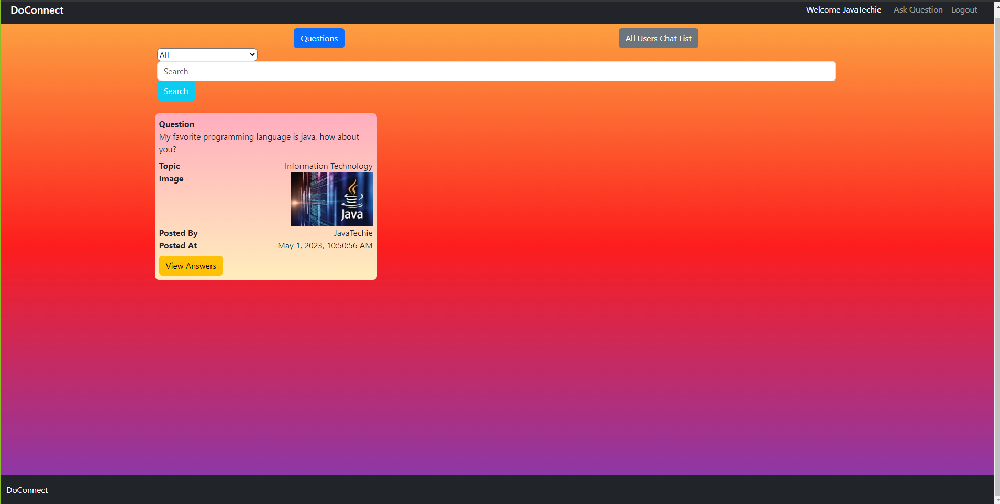 DoConnect
Welcome JavaTechie
Ask Question
Logout
Questions
All Users Chat List
All
Search
Search
Question
My favorite programming language is java, how about
you?
Topic
Information Technology
Image
Java
Posted By
JavaTechie
Posted At
May 1, 2023, 10:50:56 AM
View Answers
DoConnect